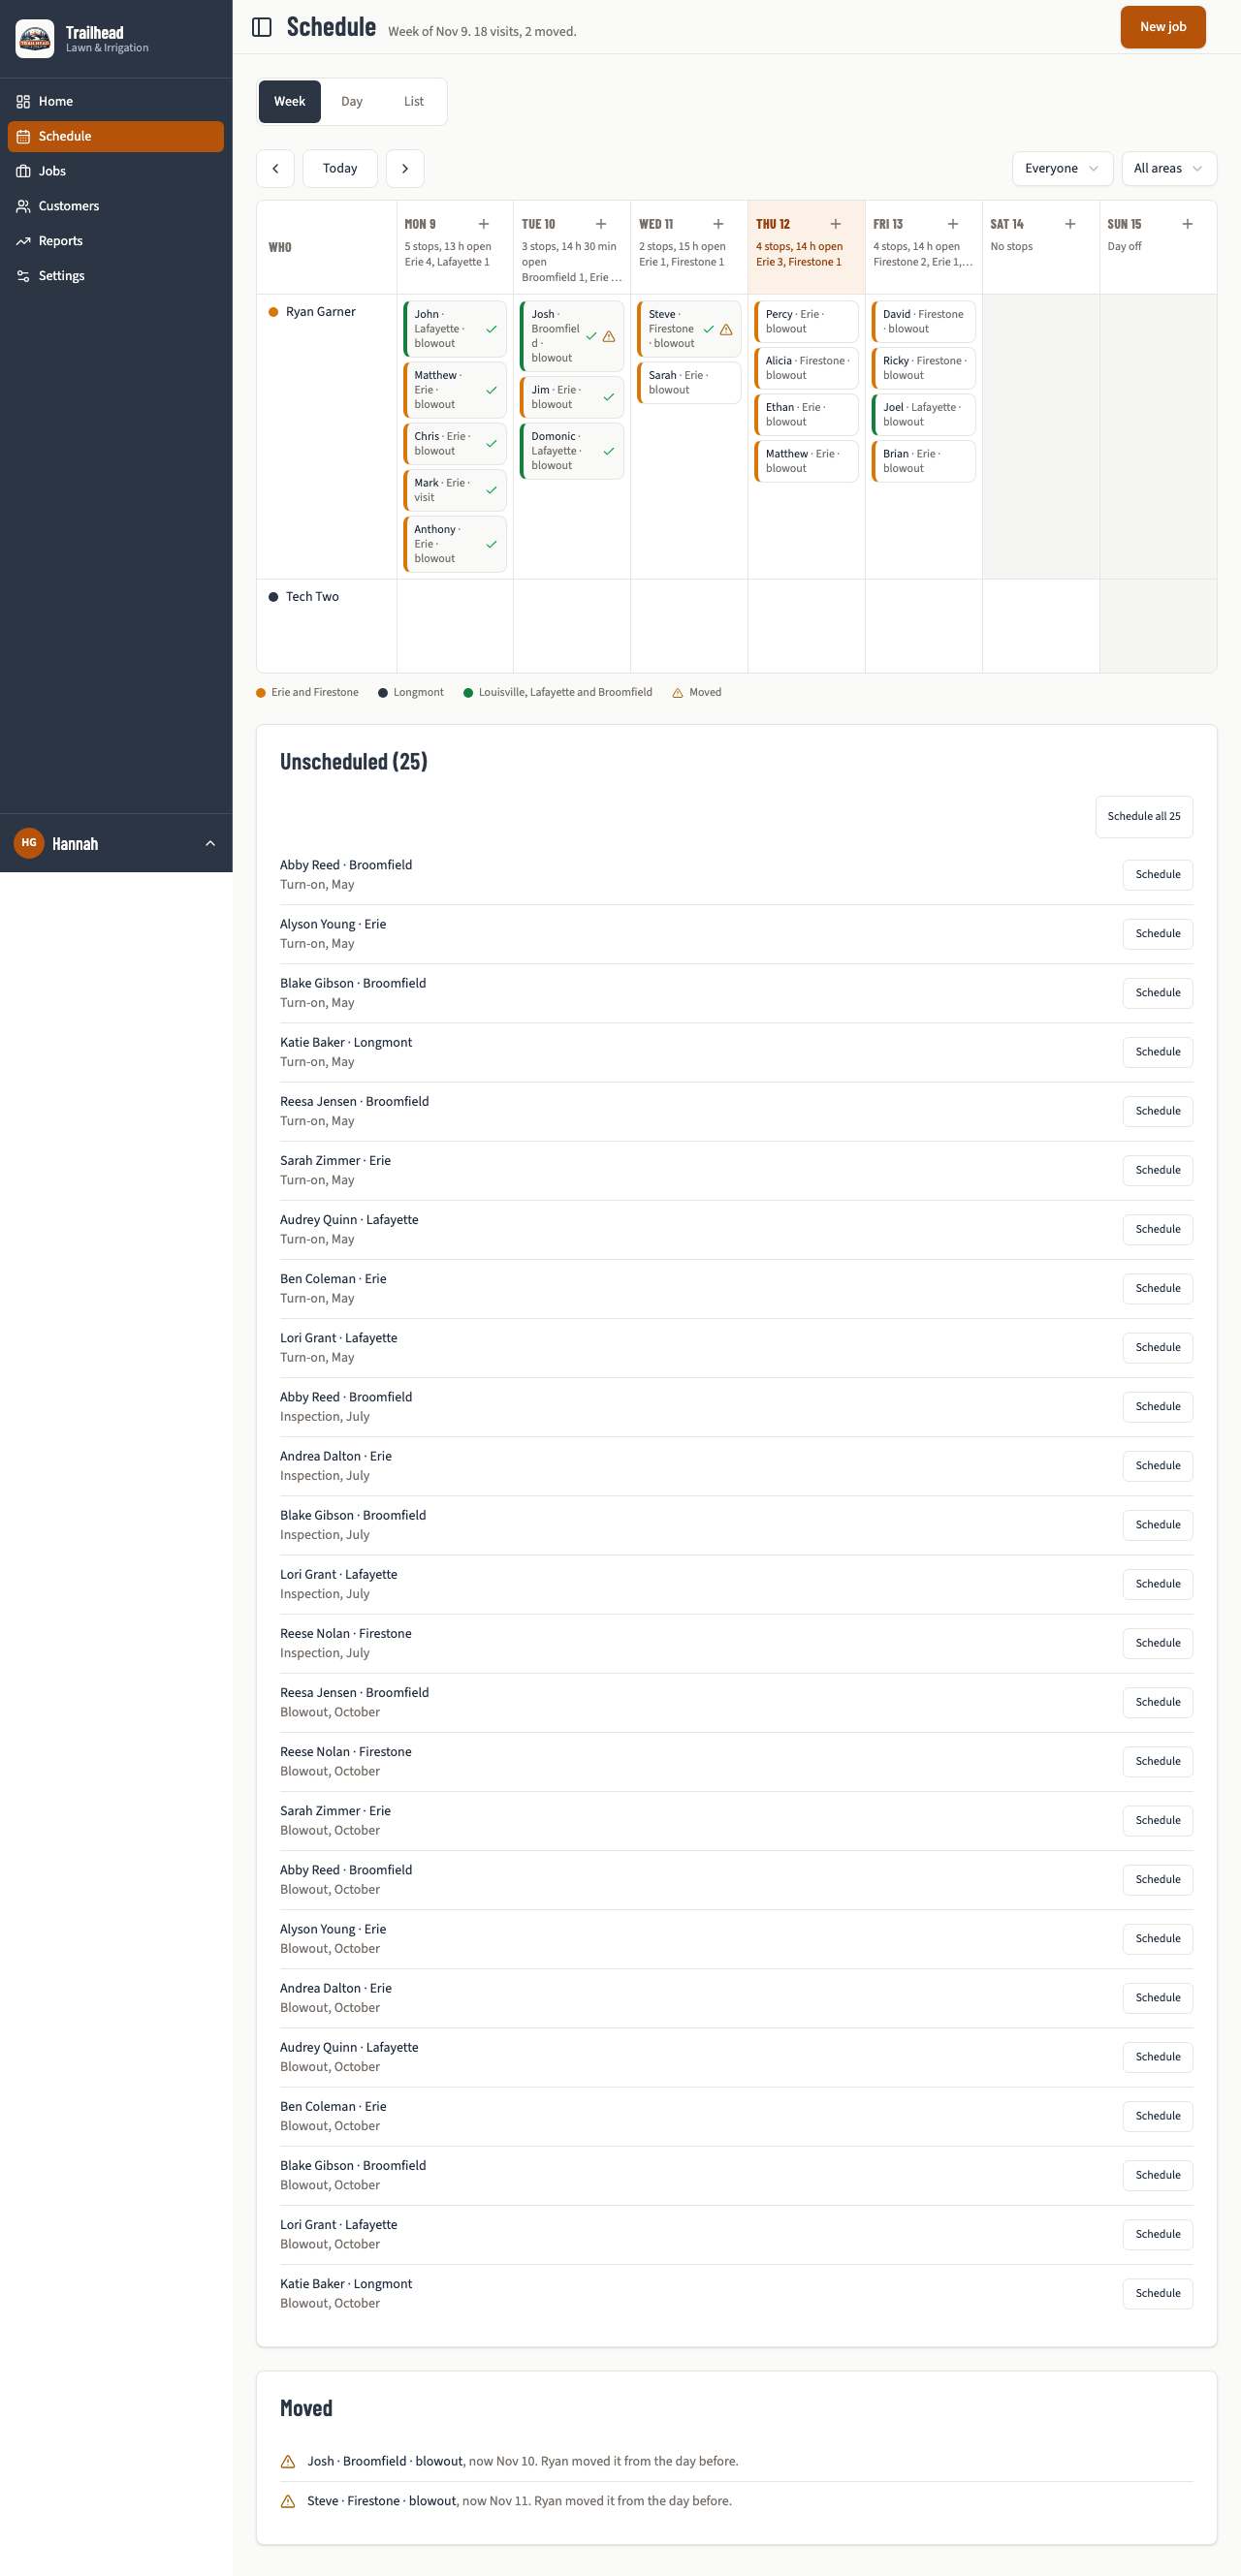 Trailhead
Lawn & Irrigation
Home
Schedule
Jobs
Customers
Reports
Settings
HG Hannah
Schedule Week of Nov 9. 18 visits, 2 moved.
New job
Week Day List
Today
Everyone
All areas
WHO
MON 9
5 stops, 13 h open
Erie 4, Lafayette 1
TUE 10
3 stops, 14 h 30 min
open
Broomfield 1, Erie …
WED 11
2 stops, 15 h open
Erie 1, Firestone 1
THU 12
4 stops, 14 h open
Erie 3, Firestone 1
FRI 13
4 stops, 14 h open
Firestone 2, Erie 1,…
SAT 14
No stops
SUN 15
Day off
Ryan Garner
John ·
Lafayette ·
blowout
Matthew ·
Erie ·
blowout
Chris · Erie ·
blowout
Mark · Erie ·
visit
Anthony ·
Erie ·
blowout
Josh ·
Broomfiel
d ·
blowout
Jim · Erie ·
blowout
Domonic ·
Lafayette ·
blowout
Steve ·
Firestone
· blowout
Sarah · Erie ·
blowout
Percy · Erie ·
blowout
Alicia · Firestone ·
blowout
Ethan · Erie ·
blowout
Matthew · Erie ·
blowout
David · Firestone
· blowout
Ricky · Firestone ·
blowout
Joel · Lafayette ·
blowout
Brian · Erie ·
blowout
Tech Two
Erie and Firestone
Longmont
Louisville, Lafayette and Broomfield
Moved
Unscheduled (25)
Schedule all 25
Abby Reed · Broomfield
Turn-on, May
Schedule
Alyson Young · Erie
Turn-on, May
Schedule
Blake Gibson · Broomfield
Turn-on, May
Schedule
Katie Baker · Longmont
Turn-on, May
Schedule
Reesa Jensen · Broomfield
Turn-on, May
Schedule
Sarah Zimmer · Erie
Turn-on, May
Schedule
Audrey Quinn · Lafayette
Turn-on, May
Schedule
Ben Coleman · Erie
Turn-on, May
Schedule
Lori Grant · Lafayette
Turn-on, May
Schedule
Abby Reed · Broomfield
Inspection, July
Schedule
Andrea Dalton · Erie
Inspection, July
Schedule
Blake Gibson · Broomfield
Inspection, July
Schedule
Lori Grant · Lafayette
Inspection, July
Schedule
Reese Nolan · Firestone
Inspection, July
Schedule
Reesa Jensen · Broomfield
Blowout, October
Schedule
Reese Nolan · Firestone
Blowout, October
Schedule
Sarah Zimmer · Erie
Blowout, October
Schedule
Abby Reed · Broomfield
Blowout, October
Schedule
Alyson Young · Erie
Blowout, October
Schedule
Andrea Dalton · Erie
Blowout, October
Schedule
Audrey Quinn · Lafayette
Blowout, October
Schedule
Ben Coleman · Erie
Blowout, October
Schedule
Blake Gibson · Broomfield
Blowout, October
Schedule
Lori Grant · Lafayette
Blowout, October
Schedule
Katie Baker · Longmont
Blowout, October
Schedule
Moved
Josh · Broomfield · blowout, now Nov 10. Ryan moved it from the day before.
Steve · Firestone · blowout, now Nov 11. Ryan moved it from the day before.